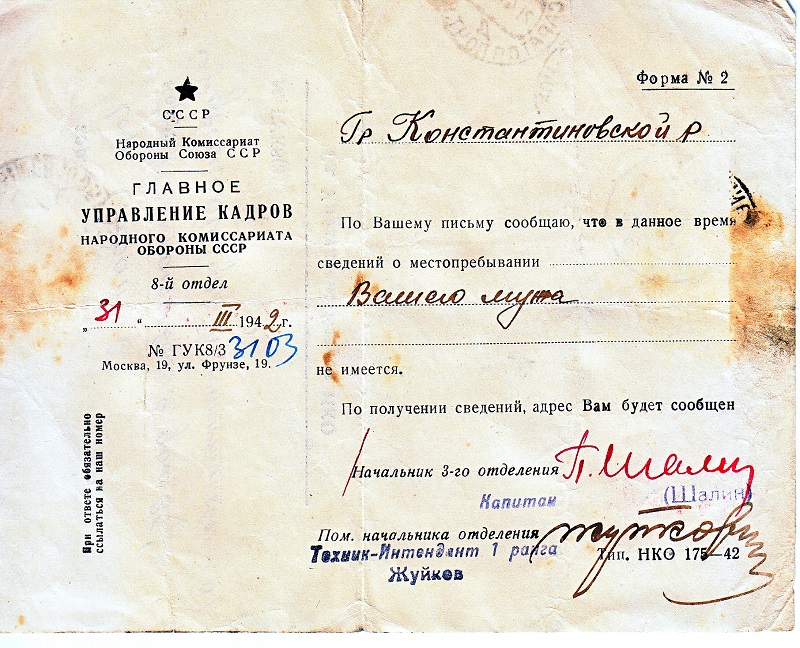 Форма № 2
СССР
Народный Комиссариат
Обороны Союза ССР
ГЛАВНОЕ
УПРАВЛЕНИЕ КАДРОВ
НАРОДНОГО КОМИССАРИАТА
ОБОРОНЫ СССР
8-й отдел
„31“ III 1942 г.
№ ГУК8/3 3103
Москва, 19, ул. Фрунзе, 19.
При ответе обязательно
ссылаться на наш номер
Гр Константиновской Р
По Вашему письму сообщаю, что в данное время
сведений о местопребывании
Вашего мужа
не имеется.
По получении сведений, адрес Вам будет сообщен
Начальник 3-го отделения П. Шалин
Капитан (Шалин)
Пом. начальника отделения
Техник-Интендант 1 ранга Тип. НКО 175—42
Жуйков